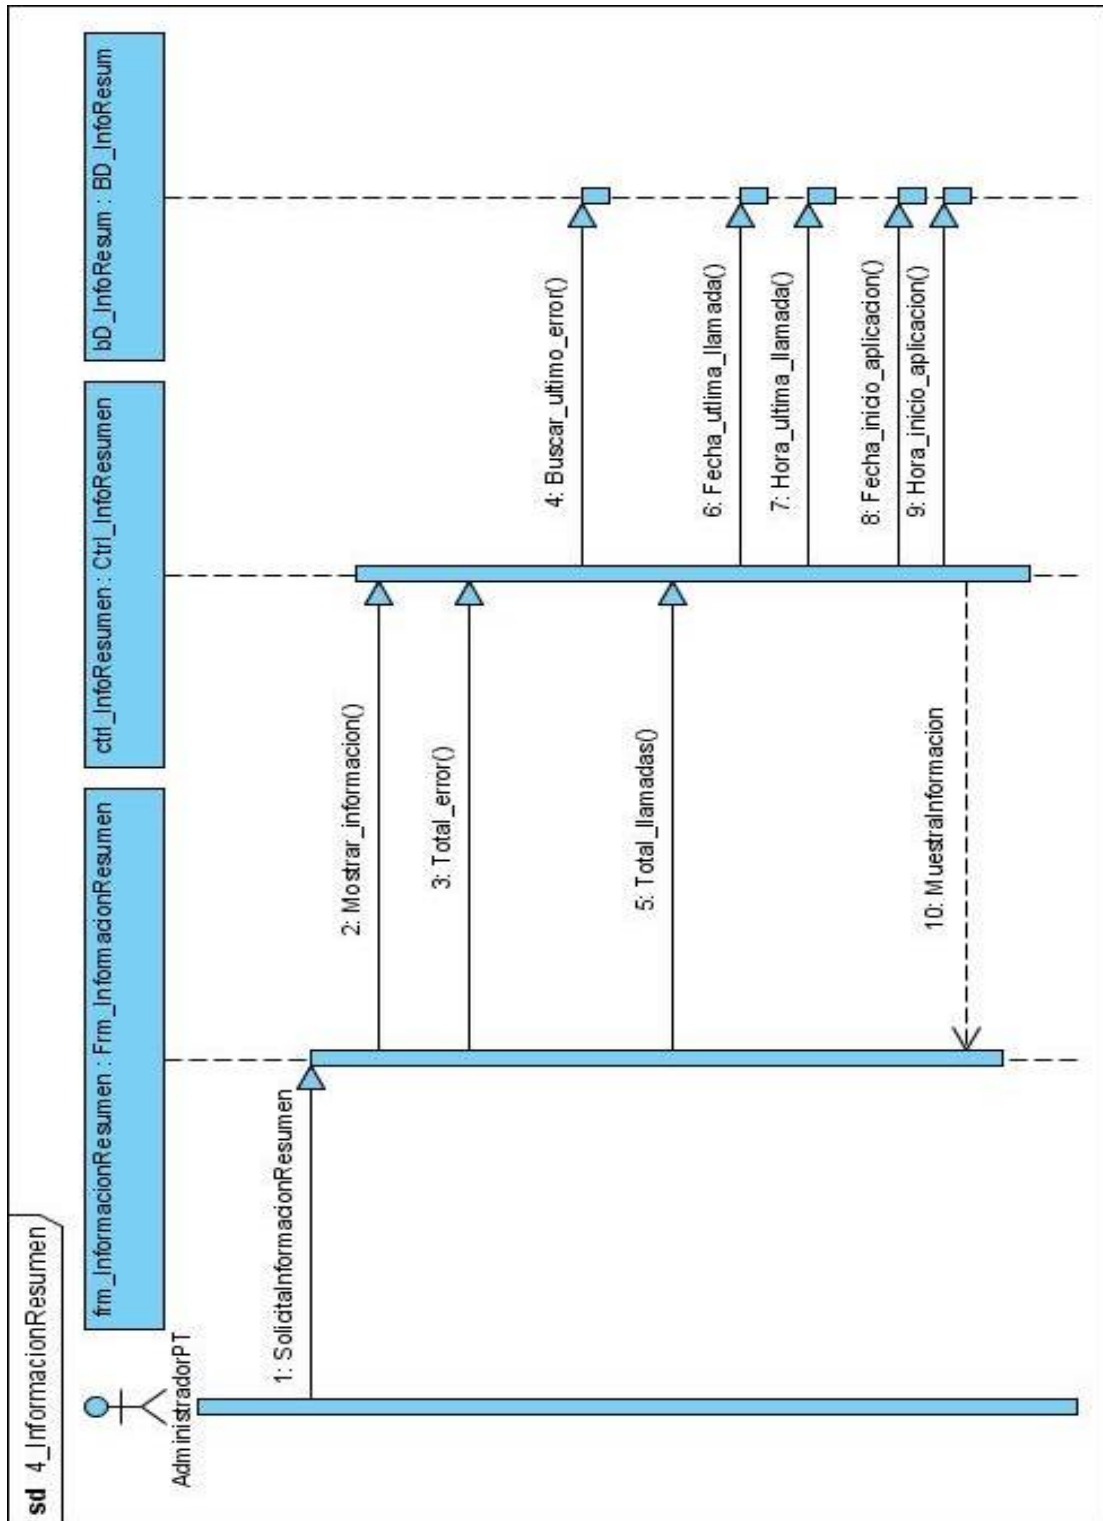 sd 4_InformacionResumen
AdministradorPT
frm_InformacionResumen : Frm_InformacionResumen
ctrl_InfoResumen : Ctrl_InfoResumen
bD_InfoResum : BD_InfoResum
1: SolicitaInformacionResumen
2: Mostrar_informacion()
3: Total_error()
4: Buscar_ultimo_error()
5: Total_llamadas()
6: Fecha_utlima_llamada()
7: Hora_ultima_llamada()
8: Fecha_inicio_aplicacion()
9: Hora_inicio_aplicacion()
10: MuestraInformacion